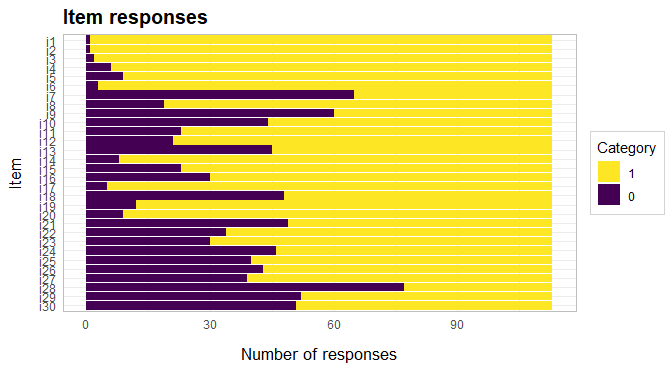 Item responses
i1
i2
i3
i4
i5
i6
i7
i8
i9
i10
i11
i12
i13
i14
i15
i16
i17
i18
i19
i20
i21
i22
i23
i24
i25
i26
i27
i28
i29
i30
Item
0 30 60 90
Number of responses
Category
1
0